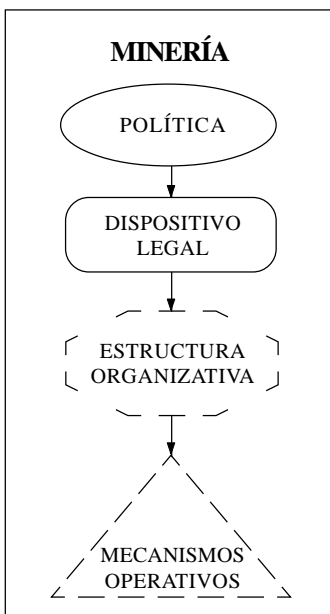 MINERÍA
POLÍTICA
DISPOSITIVO
LEGAL
ESTRUCTURA
ORGANIZATIVA
MECANISMOS
OPERATIVOS